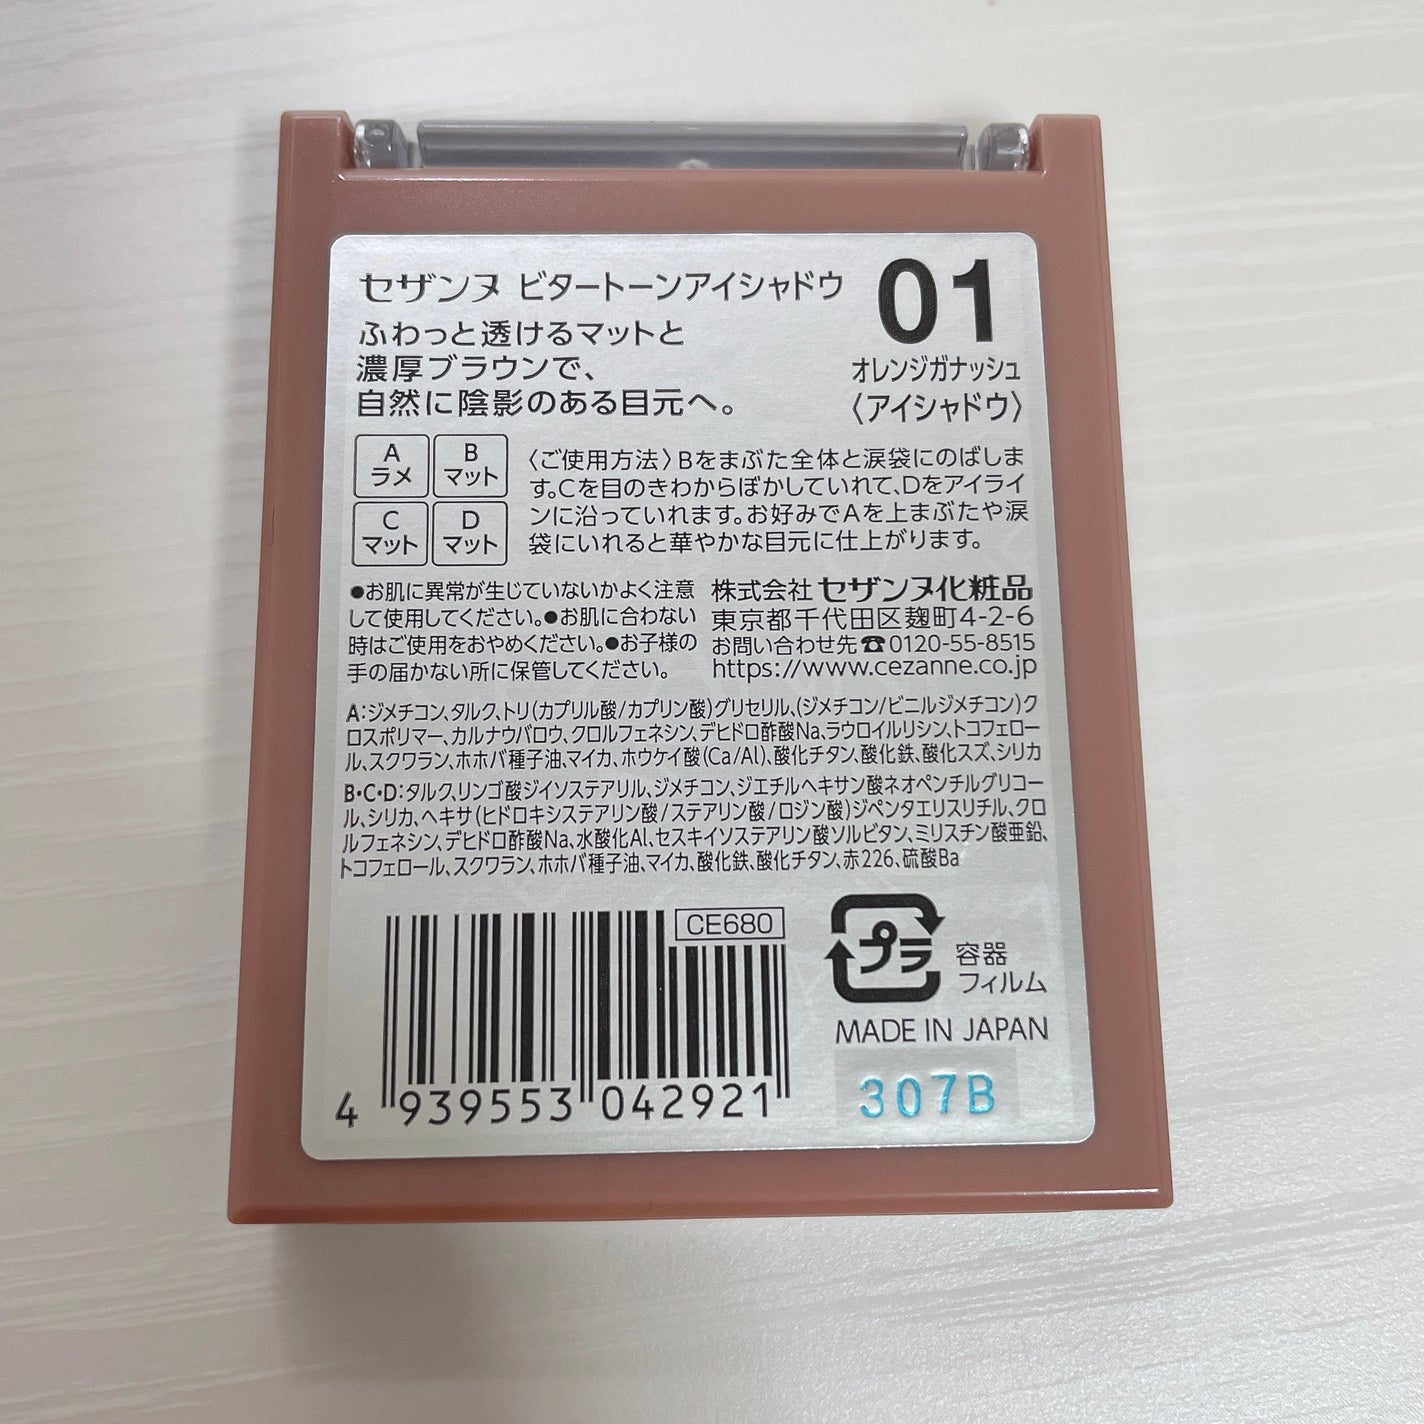 セザンヌ ビタートーンアイシャドウ
01
ふわっと透けるマットと
濃厚ブラウンで、
自然に陰影のある目元へ。
オレンジガナッシュ
〈アイシャドウ〉
A
ラメ
B
マット
C
マット
D
マット
〈ご使用方法〉Bをまぶた全体と涙袋にのばしま
す。Cを目のきわからぼかしていれて、Dをアイライ
ンに沿っていれます。お好みでAを上まぶたや涙
袋にいれると華やかな目元に仕上がります。
●お肌に異常が生じていないかよく注意
して使用してください。●お肌に合わない
時はご使用をおやめください。●お子様の
手の届かない所に保管してください。
株式会社 セザンヌ化粧品
東京都千代田区麹町4-2-6
お問い合わせ先☎0120-55-8515
https://www.cezanne.co.jp
A:ジメチコン、タルク、トリ(カプリル酸/カプリン酸)グリセリル、(ジメチコン/ビニルジメチコン)ク
ロスポリマー、カルナウバロウ、クロルフェネシン、デヒドロ酢酸Na、ラウロイルリシン、トコフェロー
ル、スクワラン、ホホバ種子油、マイカ、ホウケイ酸(Ca/Al)、酸化チタン、酸化鉄、酸化スズ、シリカ
B・C・D:タルク、リンゴ酸ジイソステアリル、ジメチコン、ジエチルヘキサン酸ネオペンチルグリコー
ル、シリカ、ヘキサ(ヒドロキシステアリン酸/ステアリン酸/ロジン酸)ジペンタエリスリチル、クロ
ルフェネシン、デヒドロ酢酸Na、水酸化Al、セスキイソステアリン酸ソルビタン、ミリスチン酸亜鉛、
トコフェロール、スクワラン、ホホバ種子油、マイカ、酸化鉄、酸化チタン、赤226、硫酸Ba
CE680
4 939553 042921
プラ
容器
フィルム
MADE IN JAPAN
307B